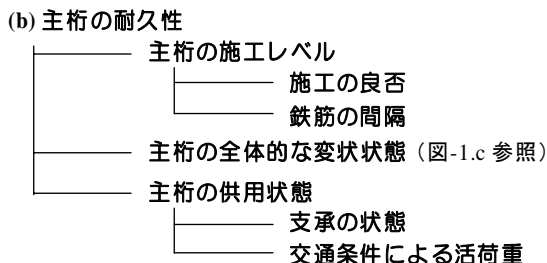 (b) 主桁の耐久性
主桁の施工レベル
施工の良否
鉄筋の間隔
主桁の全体的な変状状態（図-1.c 参照）
主桁の供用状態
支承の状態
交通条件による活荷重